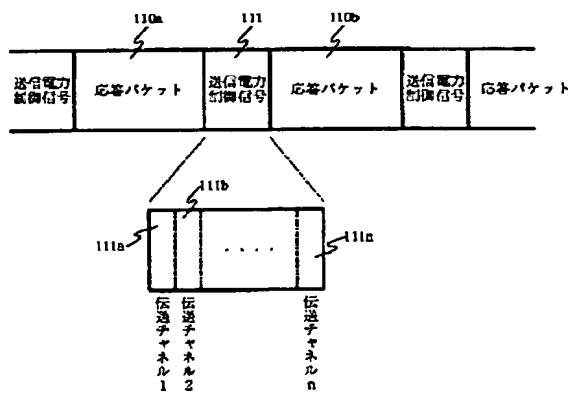 110a
111
110b
送信電力
制御信号
応答パケット
送信電力
制御信号
応答パケット
送信電力
制御信号
応答パケット
111b
111a
111n
....
伝送チャネル1
伝送チャネル2
伝送チャネルn